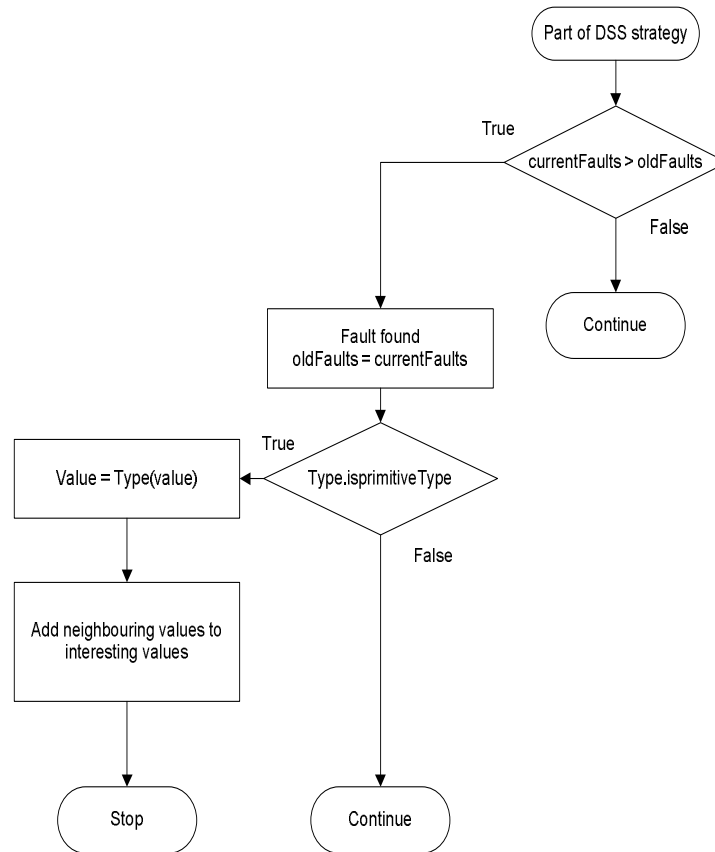 Part of DSS strategy
True
currentFaults > oldFaults
False
Continue
Fault found
oldFaults = currentFaults
True
Value = Type(value)
Type.isprimitiveType
False
Add neighbouring values to
interesting values
Stop
Continue